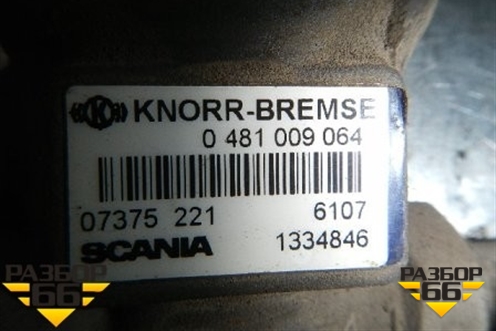 KNORR-BREMSE
0 481 009 064
07375 221 6107
SCANIA 1334846
РАЗБОР 66
РАЗБОР 66